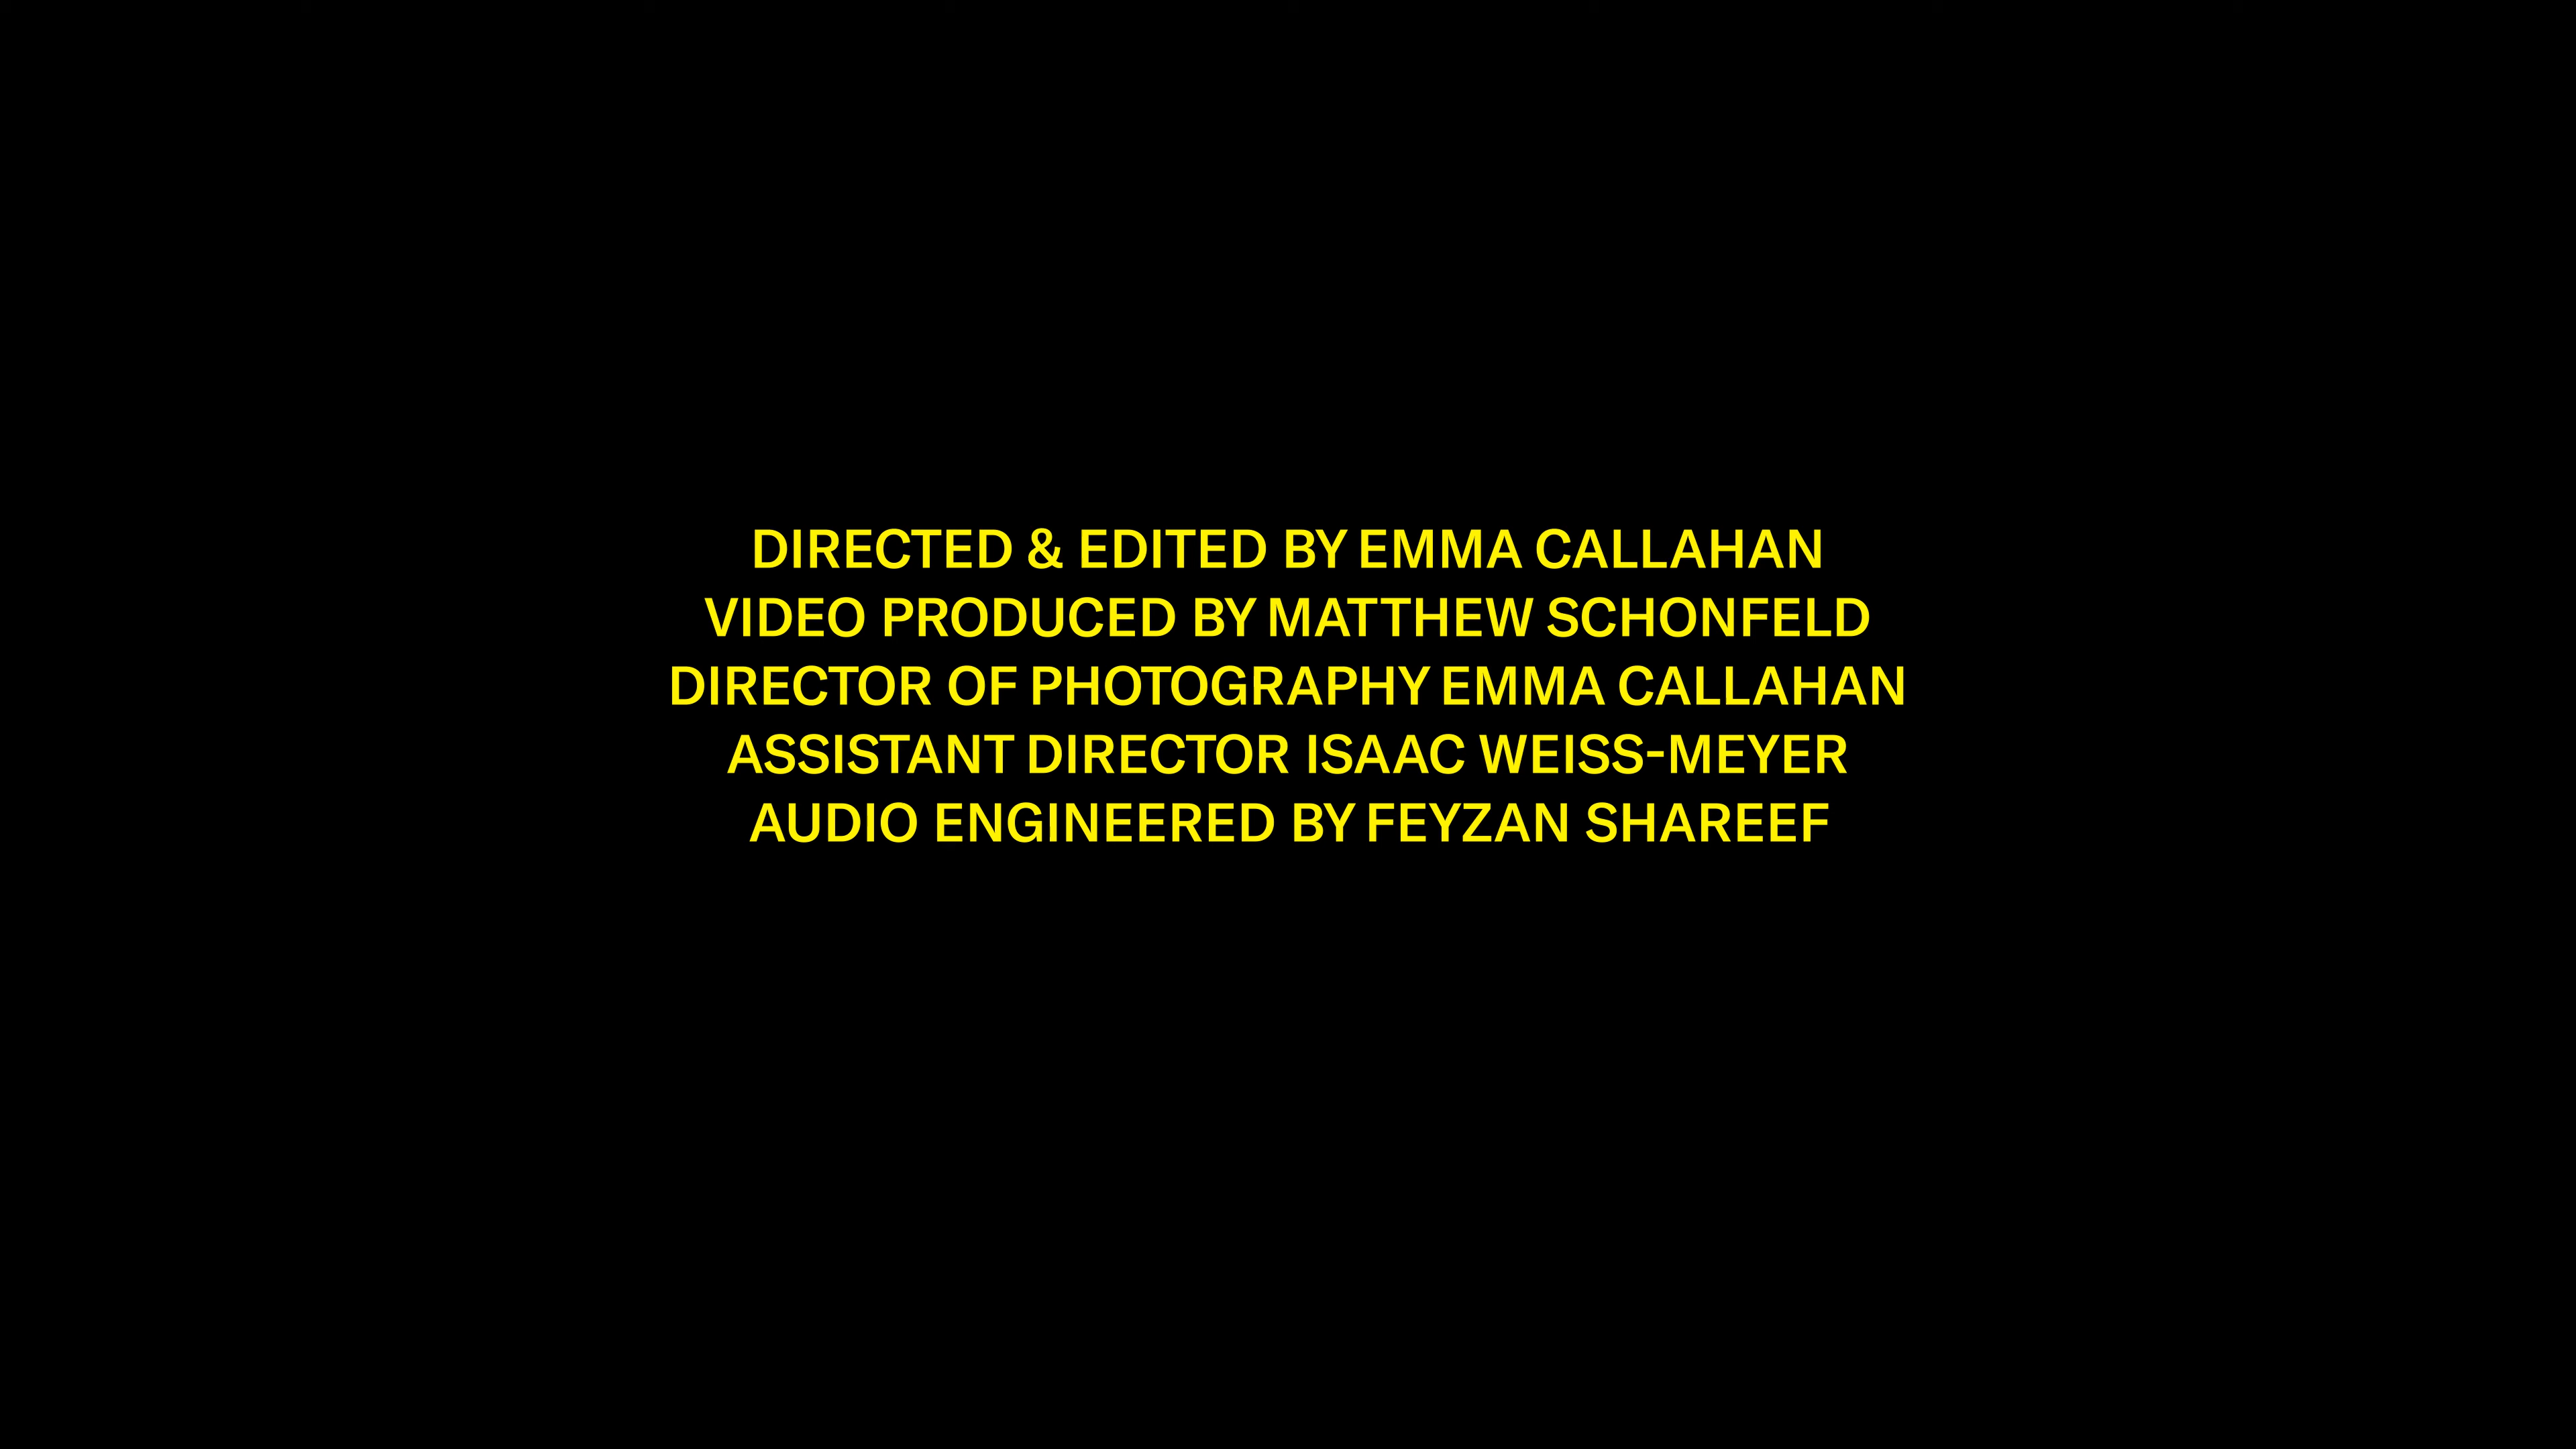 DIRECTED & EDITED BY EMMA CALLAHAN
VIDEO PRODUCED BY MATTHEW SCHONFELD
DIRECTOR OF PHOTOGRAPHY EMMA CALLAHAN
ASSISTANT DIRECTOR ISAAC WEISS-MEYER
AUDIO ENGINEERED BY FEYZAN SHAREEF